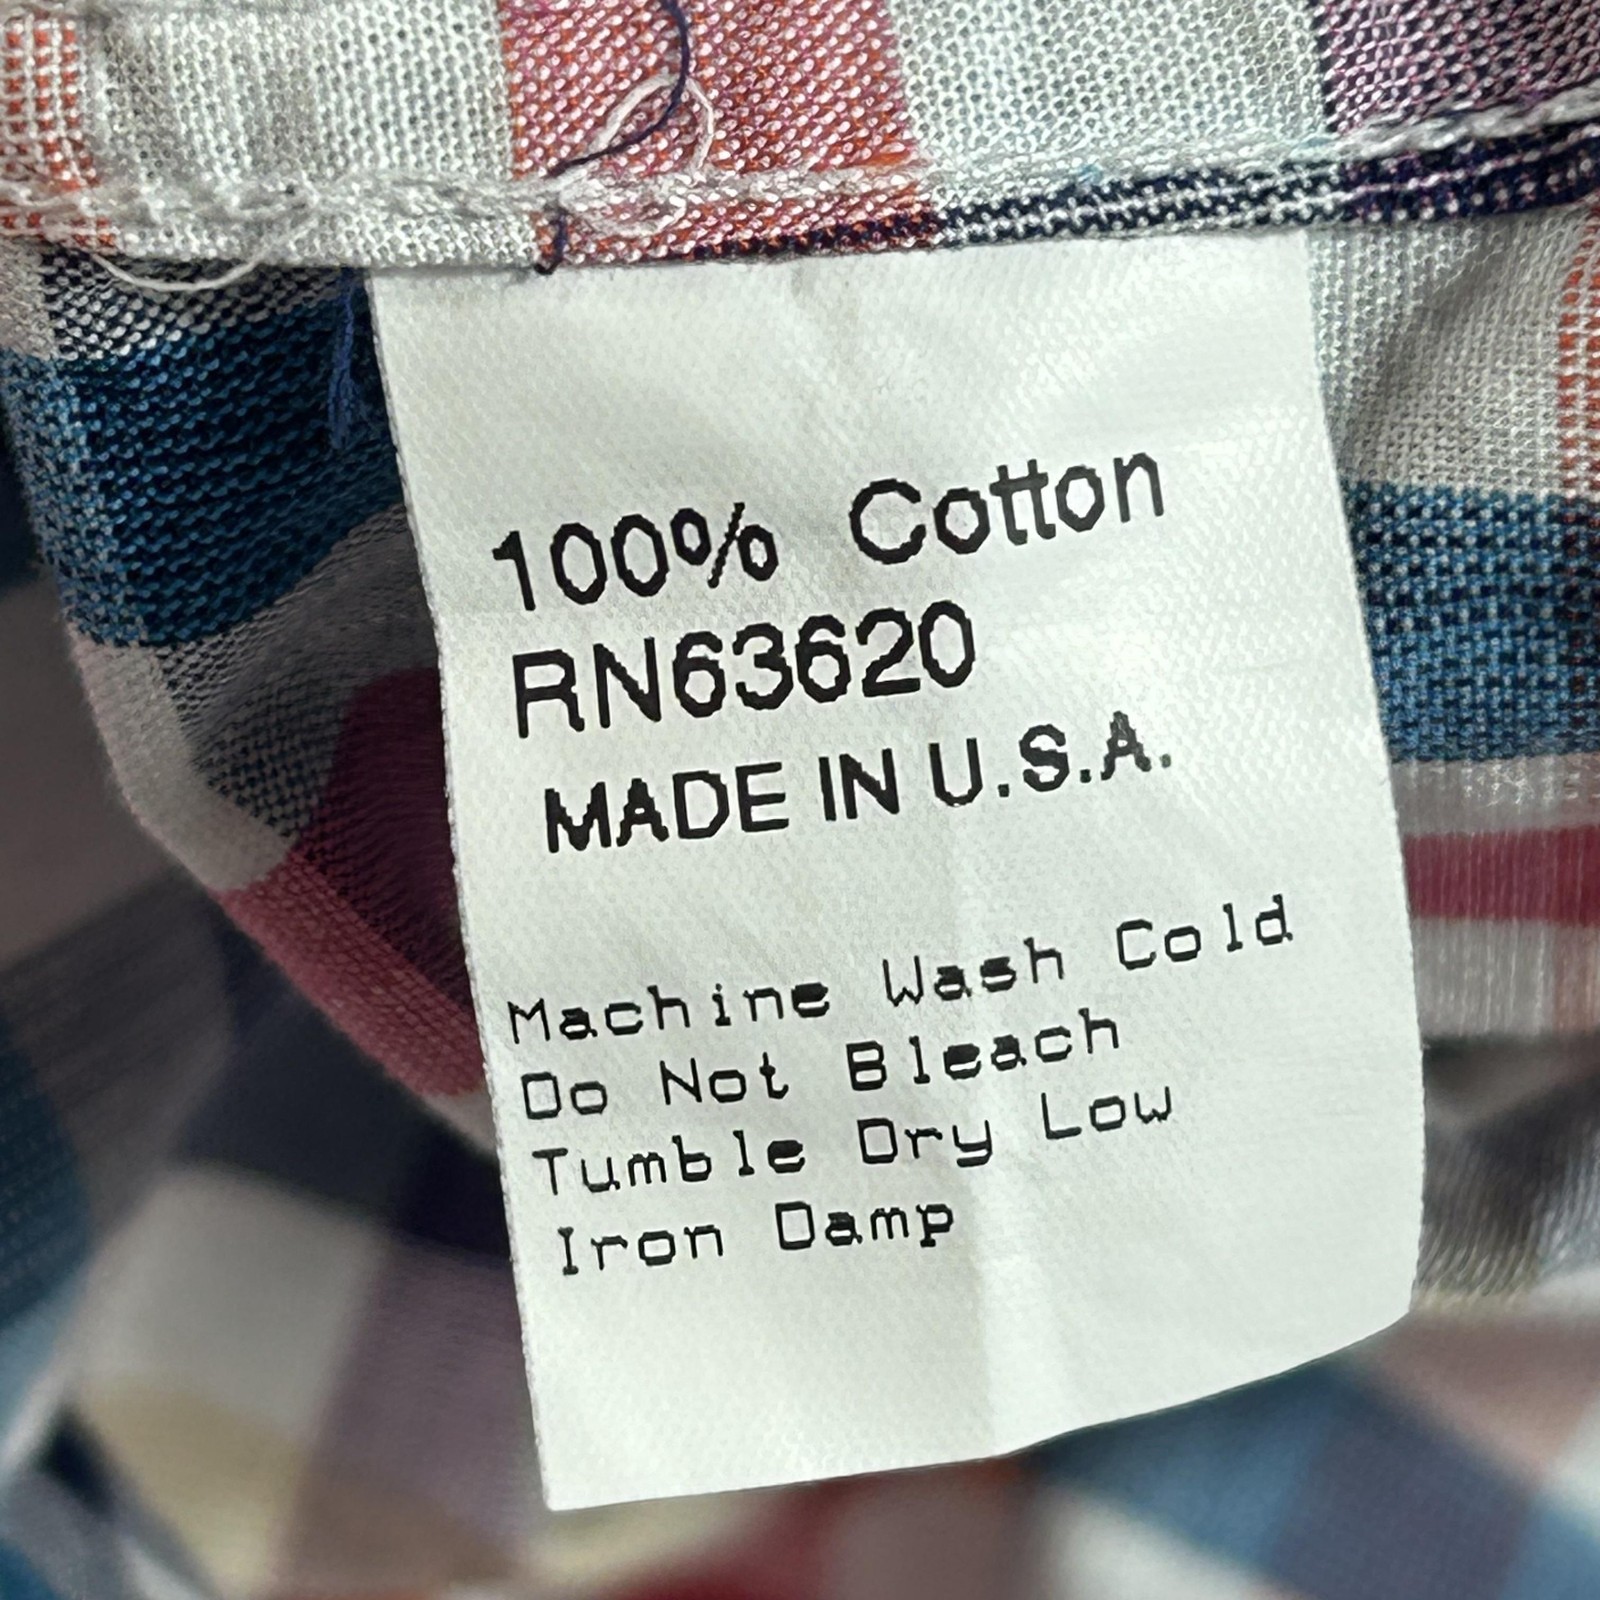 100% Cotton
RN63620
MADE IN U.S.A.
Machine Wash Cold
Do Not Bleach
Tumble Dry Low
Iron Damp